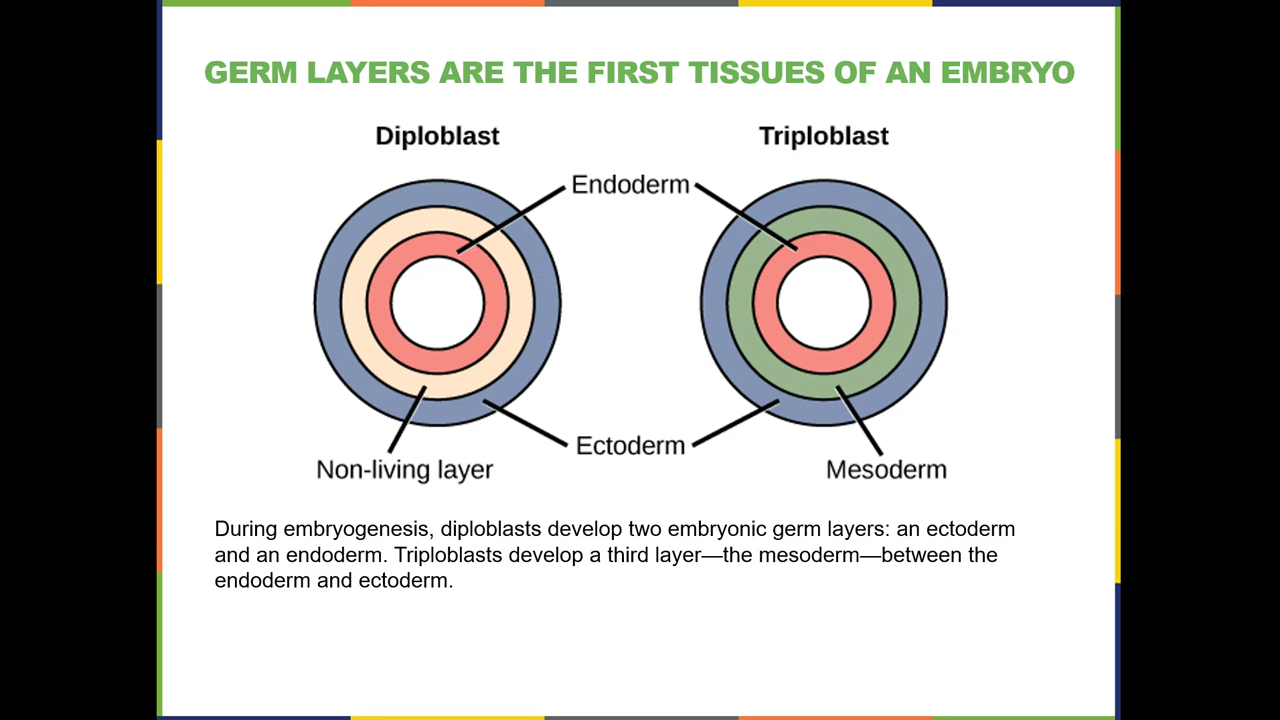 GERM LAYERS ARE THE FIRST TISSUES OF AN EMBRYO
Diploblast
Triploblast
Endoderm
Ectoderm
Non-living layer
Mesoderm
During embryogenesis, diploblasts develop two embryonic germ layers: an ectoderm
and an endoderm. Triploblasts develop a third layer—the mesoderm—between the
endoderm and ectoderm.